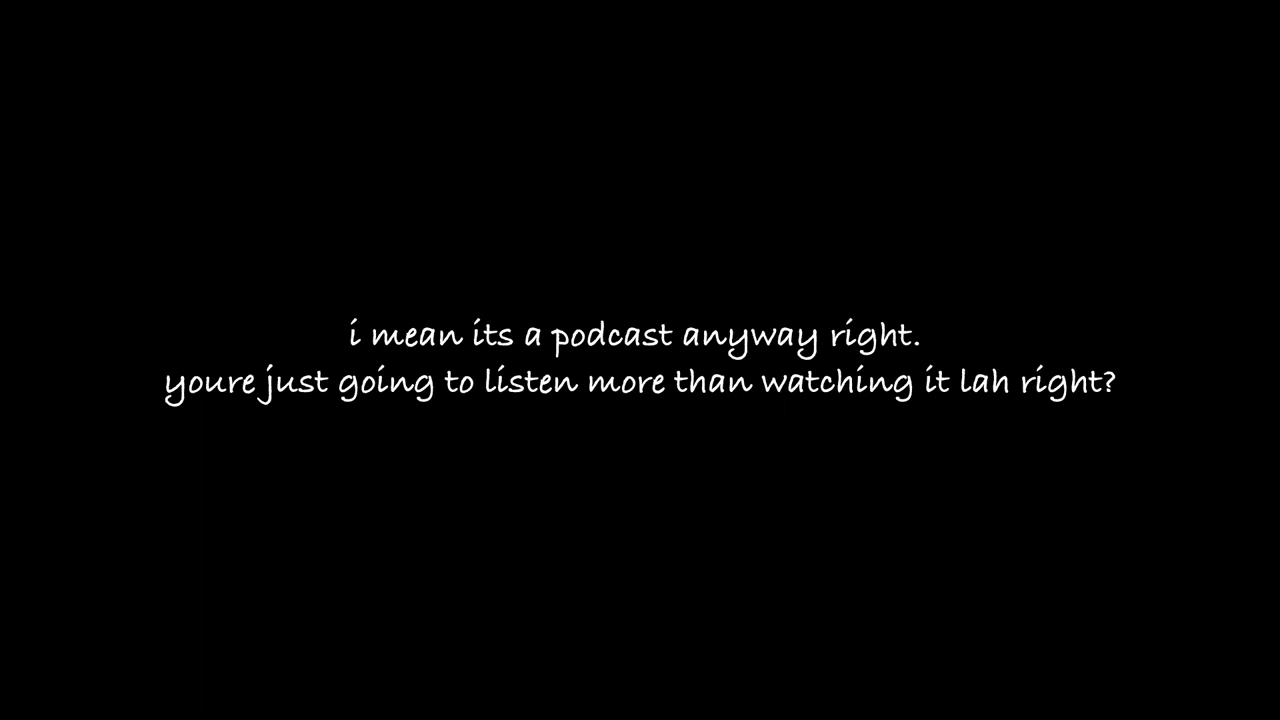 i mean its a podcast anyway right.
youre just going to listen more than watching it lah right?